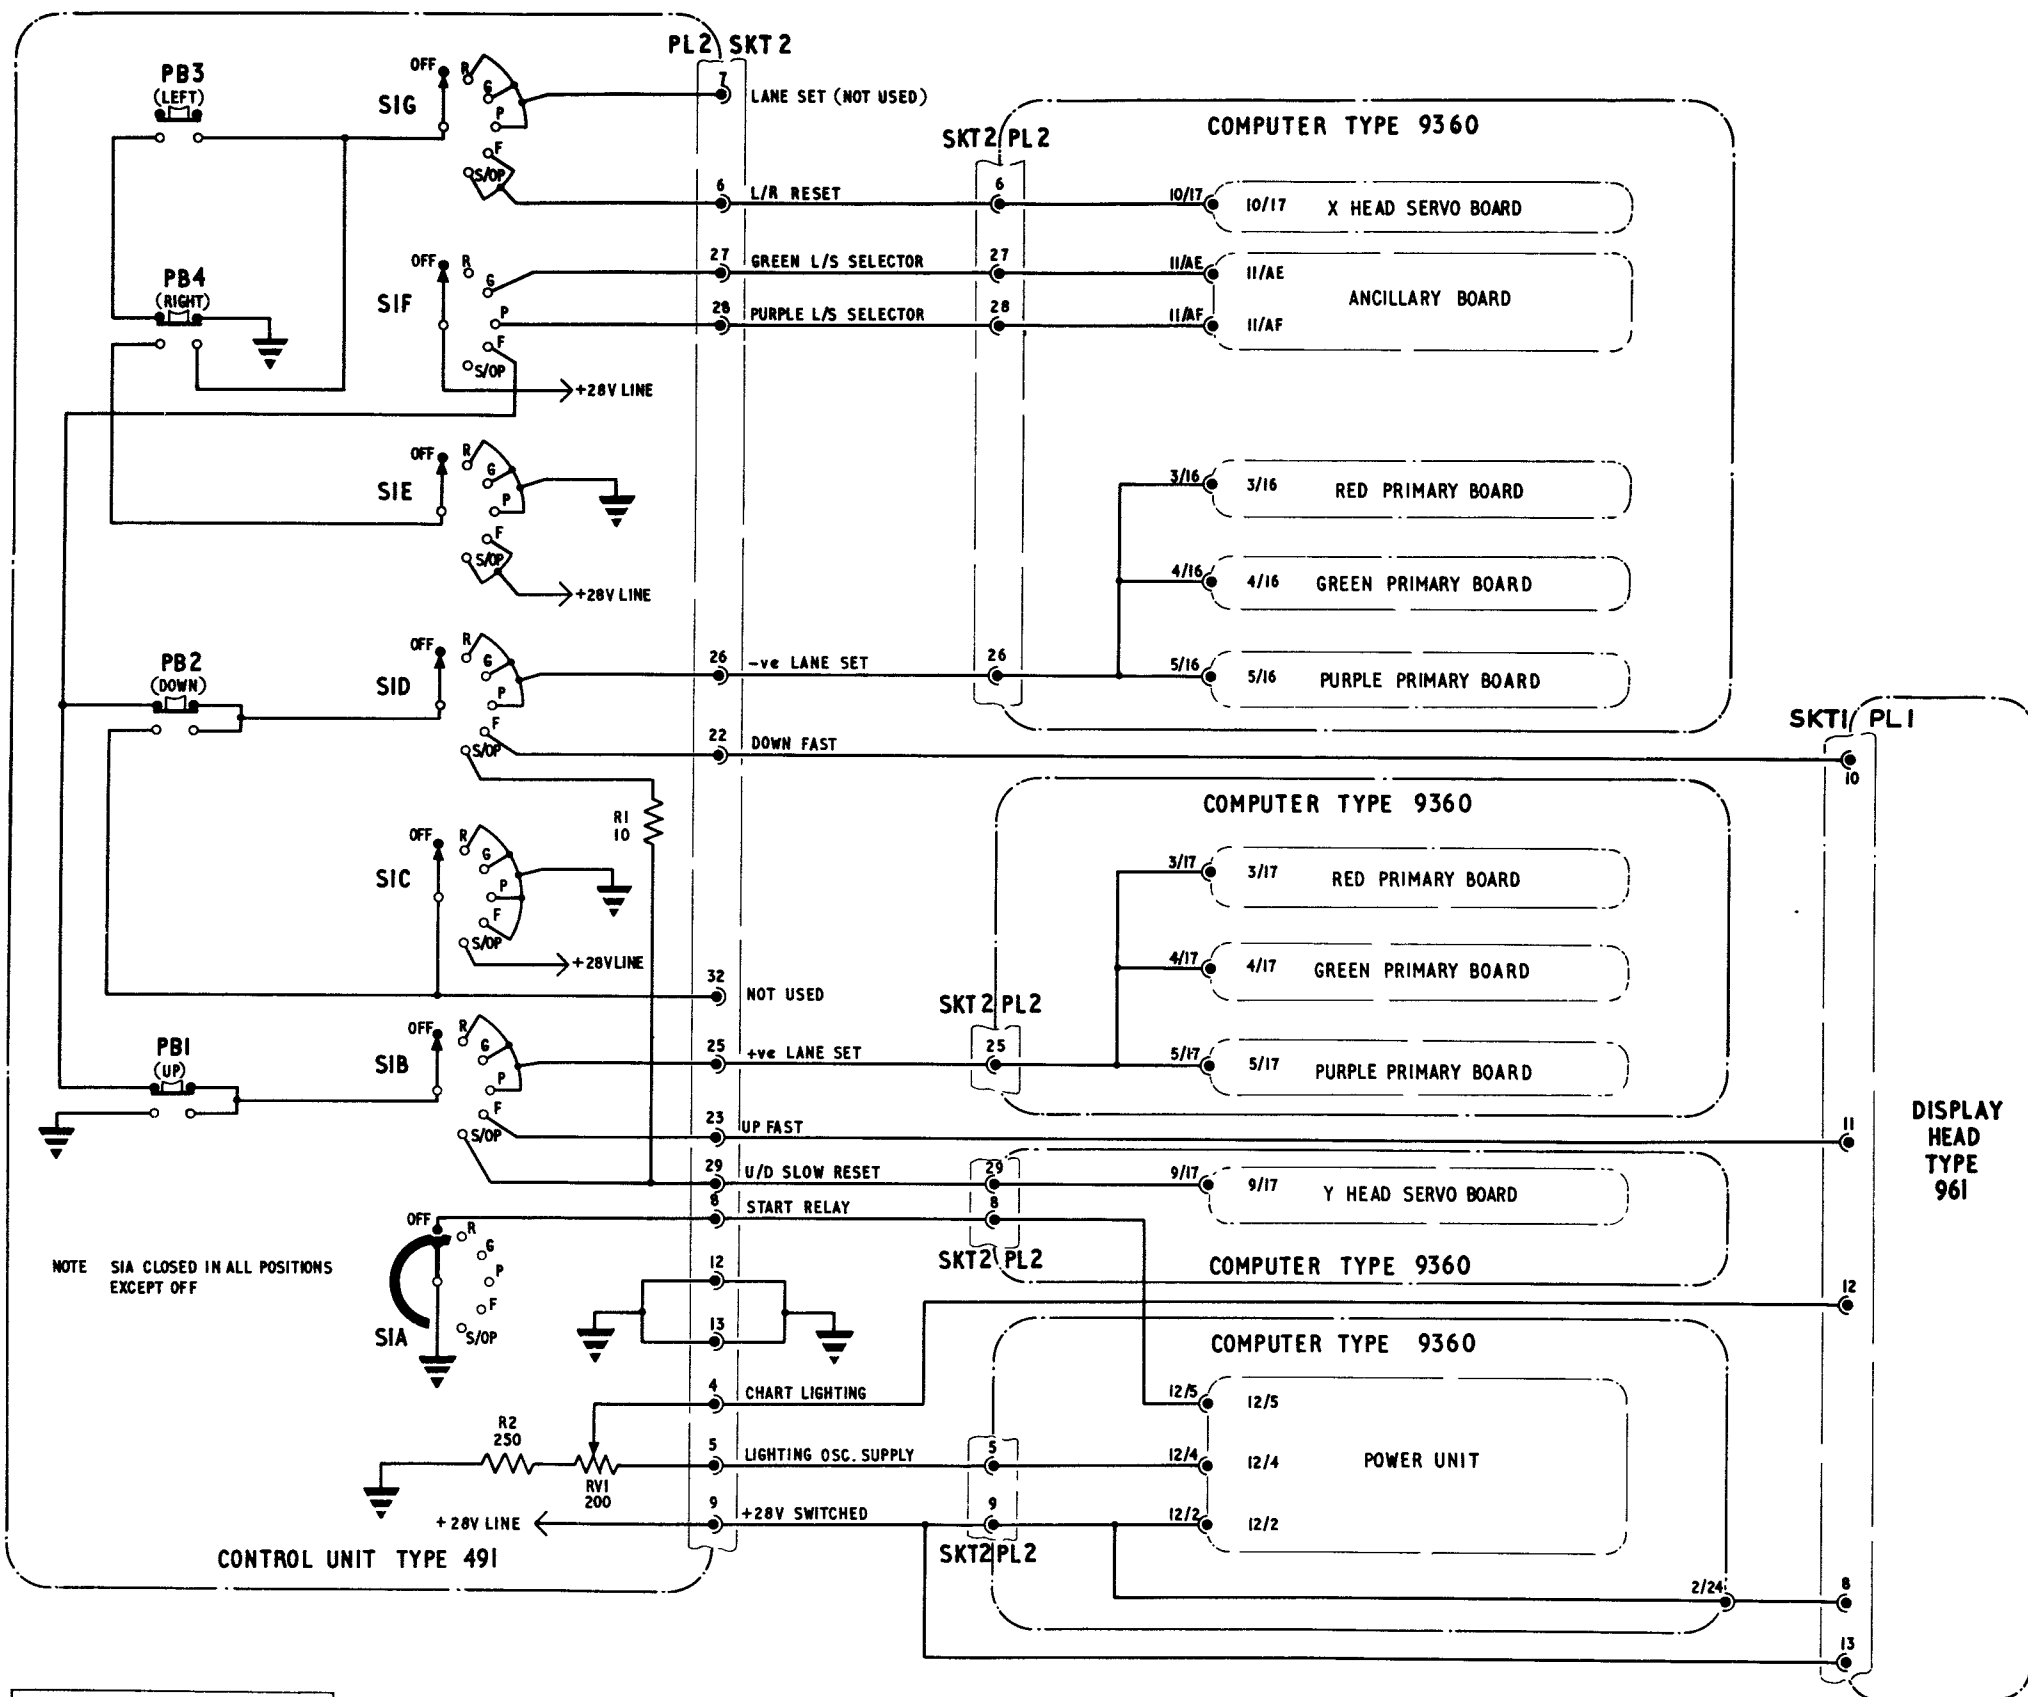 PL2 SKT2
PB3
(LEFT)
SIG
OFF
R
G
P
F
S/OP
7
LANE SET (NOT USED)
6
L/R RESET
SKT2 PL2
6
COMPUTER TYPE 9360
10/17
10/17 X HEAD SERVO BOARD
PB4
(RIGHT)
SIF
OFF
R
G
P
F
S/OP
+28V LINE
27
GREEN L/S SELECTOR
27
11/AE
11/AE
ANCILLARY BOARD
28
PURPLE L/S SELECTOR
28
11/AF
11/AF
SIE
OFF
R
G
P
F
S/OP
+28V LINE
3/16
3/16 RED PRIMARY BOARD
4/16
4/16 GREEN PRIMARY BOARD
PB2
(DOWN)
SID
OFF
R
G
P
F
S/OP
26
-ve LANE SET
26
5/16
5/16 PURPLE PRIMARY BOARD
22
DOWN FAST
SKT1 PL1
10
R1
10
COMPUTER TYPE 9360
SIC
OFF
R
G
P
F
S/OP
+28V LINE
3/17
3/17 RED PRIMARY BOARD
4/17
4/17 GREEN PRIMARY BOARD
32
NOT USED
SKT2 PL2
PB1
(UP)
SIB
OFF
R
G
P
F
S/OP
25
+ve LANE SET
25
5/17
5/17 PURPLE PRIMARY BOARD
23
UP FAST
11
DISPLAY
HEAD
TYPE
961
29
U/D SLOW RESET
29
9/17
9/17 Y HEAD SERVO BOARD
8
START RELAY
8
SKT2 PL2
COMPUTER TYPE 9360
NOTE SIA CLOSED IN ALL POSITIONS
EXCEPT OFF
SIA
OFF
R
G
P
F
S/OP
12
13
12
COMPUTER TYPE 9360
4
CHART LIGHTING
12/5
12/5
R2
250
RV1
200
5
LIGHTING OSC. SUPPLY
5
12/4
12/4
POWER UNIT
+28V LINE
9
+28V SWITCHED
9
12/2
12/2
SKT2 PL2
CONTROL UNIT TYPE 491
2/24
8
13